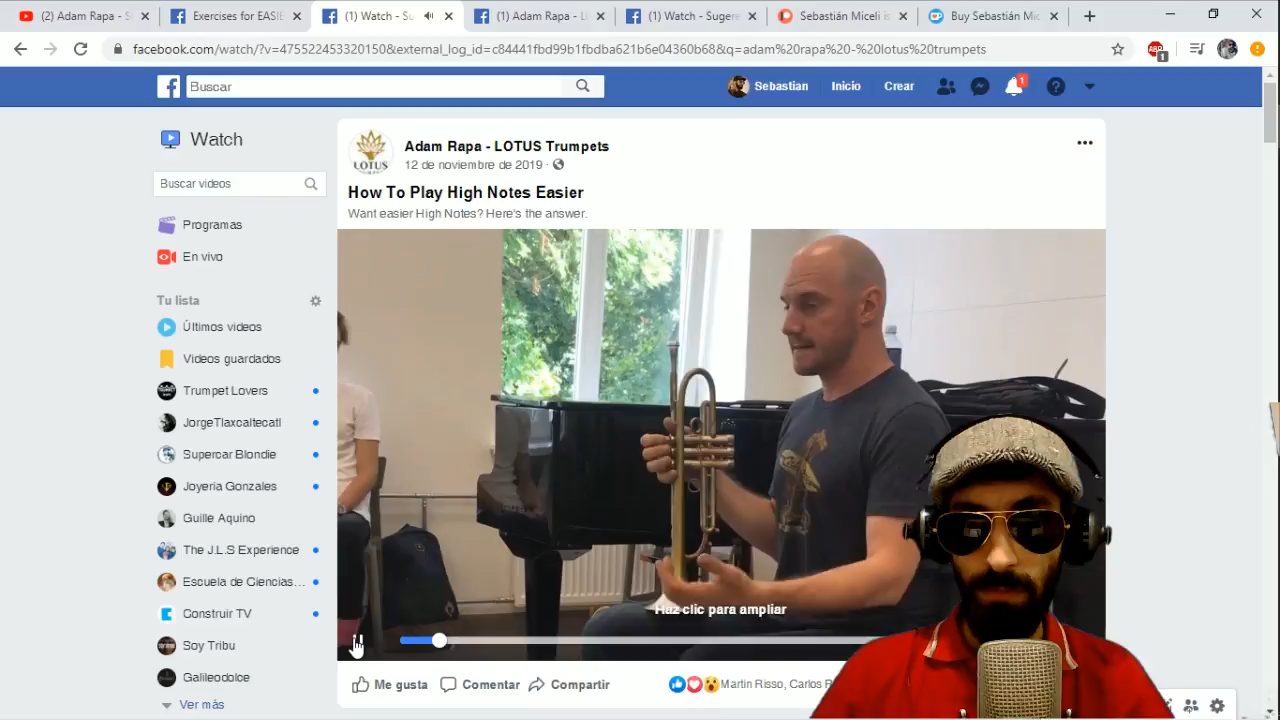 (2) Adam Rapa - S
Exercises for EASIE
(1) Watch - Su
(1) Adam Rapa - L
(1) Watch - Suger
Sebastián Miceli is
Buy Sebastián Mic
facebook.com/watch/?v=475522453320150&external_log_id=c84441fbd99b1fbdba621b6e04360b68&q=adam%20rapa%20-%20lotus%20trumpets
ABP
1
Buscar
Sebastian
Inicio
Crear
1
Watch
Buscar videos
Programas
En vivo
Tu lista
Últimos videos
Videos guardados
Trumpet Lovers
JorgeTlaxcaltecatl
Supercar Blondie
Joyeria Gonzales
Guille Aquino
The J.L.S Experience
Escuela de Ciencias...
Construir TV
Soy Tribu
Galileodolce
Ver más
LOTUS
Adam Rapa - LOTUS Trumpets
12 de noviembre de 2019 ·
How To Play High Notes Easier
Want easier High Notes? Here's the answer.
Haz clic para ampliar
Me gusta
Comentar
Compartir
Martin Risso, Carlos R